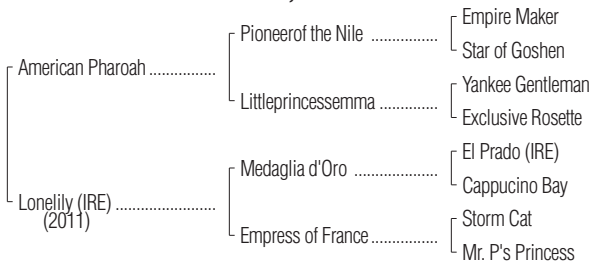 Empire Maker
Pioneerof the Nile ................
Star of Goshen
American Pharoah ...............
Yankee Gentleman
Littleprincessemma ..............
Exclusive Rosette
El Prado (IRE)
Medaglia d'Oro ....................
Cappucino Bay
Lonelily (IRE) ......................
(2011)
Storm Cat
Empress of France ................
Mr. P's Princess